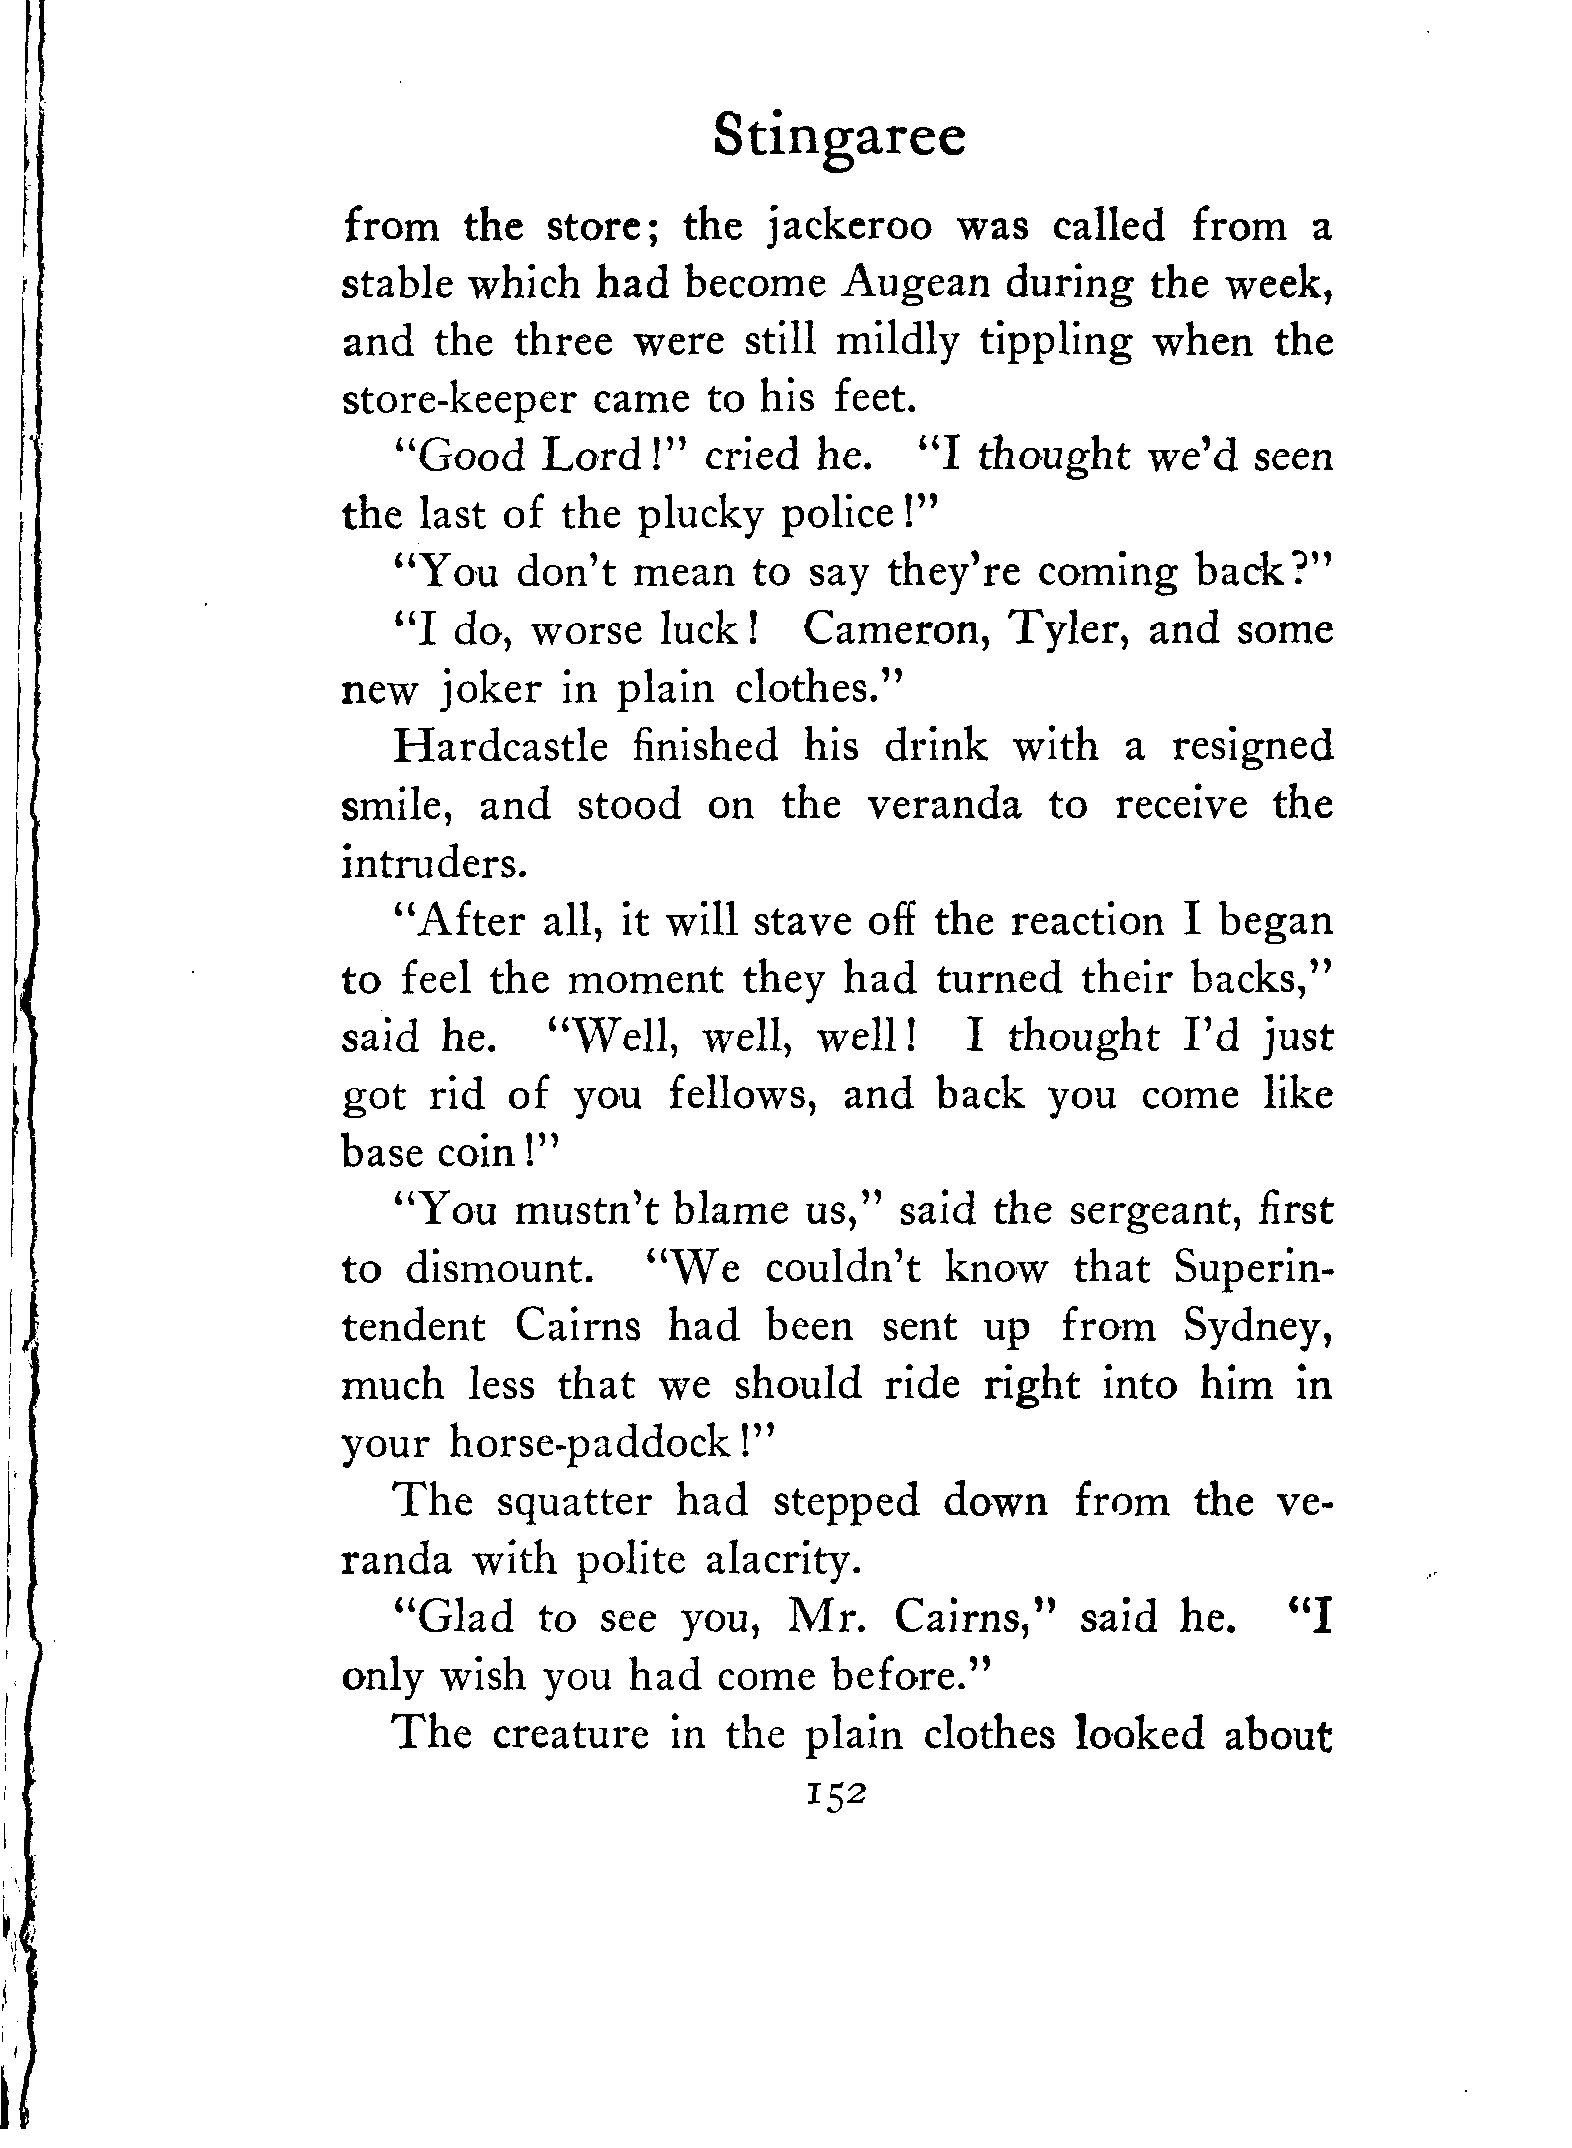 Stingaree
from the store; the jackeroo was called from a
stable which had become Augean during the week,
and the three were still mildly tippling when the
store-keeper came to his feet.
"Good Lord!" cried he. "I thought we'd seen
the last of the plucky police!"
"You don't mean to say they're coming back?"
"I do, worse luck! Cameron, Tyler, and some
new joker in plain clothes."
Hardcastle finished his drink with a resigned
smile, and stood on the veranda to receive the
intruders.
"After all, it will stave off the reaction I began
to feel the moment they had turned their backs,"
said he. "Well, well, well! I thought I'd just
got rid of you fellows, and back you come like
base coin!"
"You mustn't blame us," said the sergeant, first
to dismount. "We couldn't know that Superin-
tendent Cairns had been sent up from Sydney,
much less that we should ride right into him in
your horse-paddock!"
The squatter had stepped down from the ve-
randa with polite alacrity.
"Glad to see you, Mr. Cairns," said he. "I
only wish you had come before."
The creature in the plain clothes looked about
152